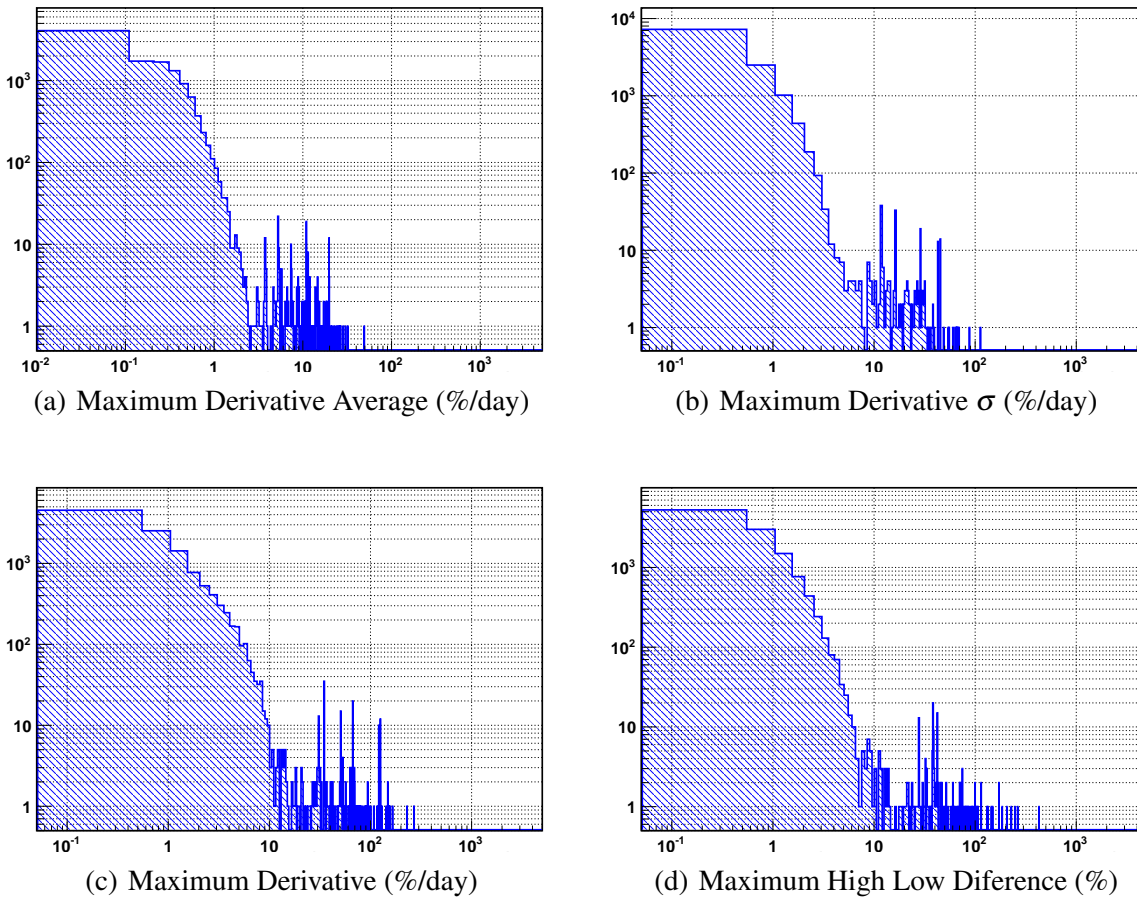 10³
10²
10
1
10⁻² 10⁻¹ 1 10 10² 10³
(a) Maximum Derivative Average (%/day)
10⁴
10³
10²
10
1
10⁻¹ 1 10 10² 10³
(b) Maximum Derivative σ (%/day)
10³
10²
10
1
10⁻¹ 1 10 10² 10³
(c) Maximum Derivative (%/day)
10³
10²
10
1
10⁻¹ 1 10 10² 10³
(d) Maximum High Low Diference (%)